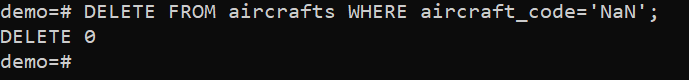 demo=# DELETE FROM aircrafts WHERE aircraft_code='NaN';
DELETE 0
demo=#